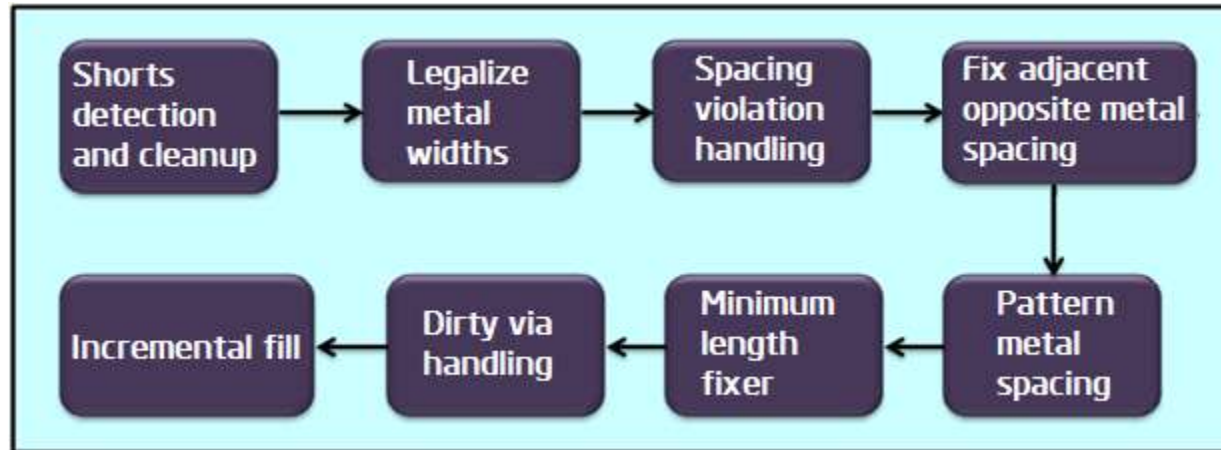 Shorts
detection
and cleanup
Legalize
metal
widths
Spacing
violation
handling
Fix adjacent
opposite metal
spacing
Pattern
metal
spacing
Minimum
length
fixer
Dirty via
handling
Incremental fill